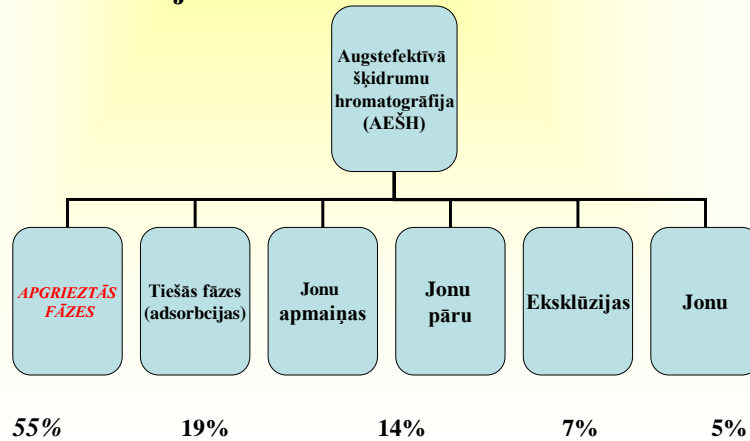 Augstefektīvā
šķidrumu
hromatogrāfija
(AEŠH)
APGRIEZTĀS
FĀZES
Tiešās fāzes
(adsorbcijas)
Jonu
apmaiņas
Jonu
pāru
Eksklūzijas
Jonu
55% 19% 14% 7% 5%